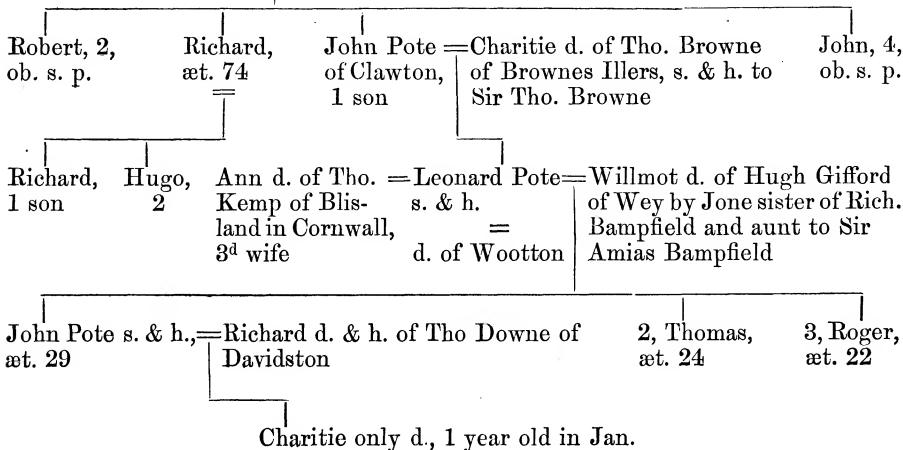 Robert, 2,
ob. s. p.
Richard,
æt. 74
=
John Pote
of Clawton,
1 son
=Charitie d. of Tho. Browne
of Brownes Illers, s. & h. to
Sir Tho. Browne
John, 4,
ob. s. p.
Richard,
1 son
Hugo,
2
Ann d. of Tho.
Kemp of Blis-
land in Cornwall,
3d wife
=Leonard Pote=
s. & h.
=
d. of Wootton
Willmot d. of Hugh Gifford
of Wey by Jone sister of Rich.
Bampfield and aunt to Sir
Amias Bampfield
John Pote s. & h.,=
æt. 29
Richard d. & h. of Tho Downe of
Davidston
2, Thomas,
æt. 24
3, Roger,
æt. 22
Charitie only d., 1 year old in Jan.